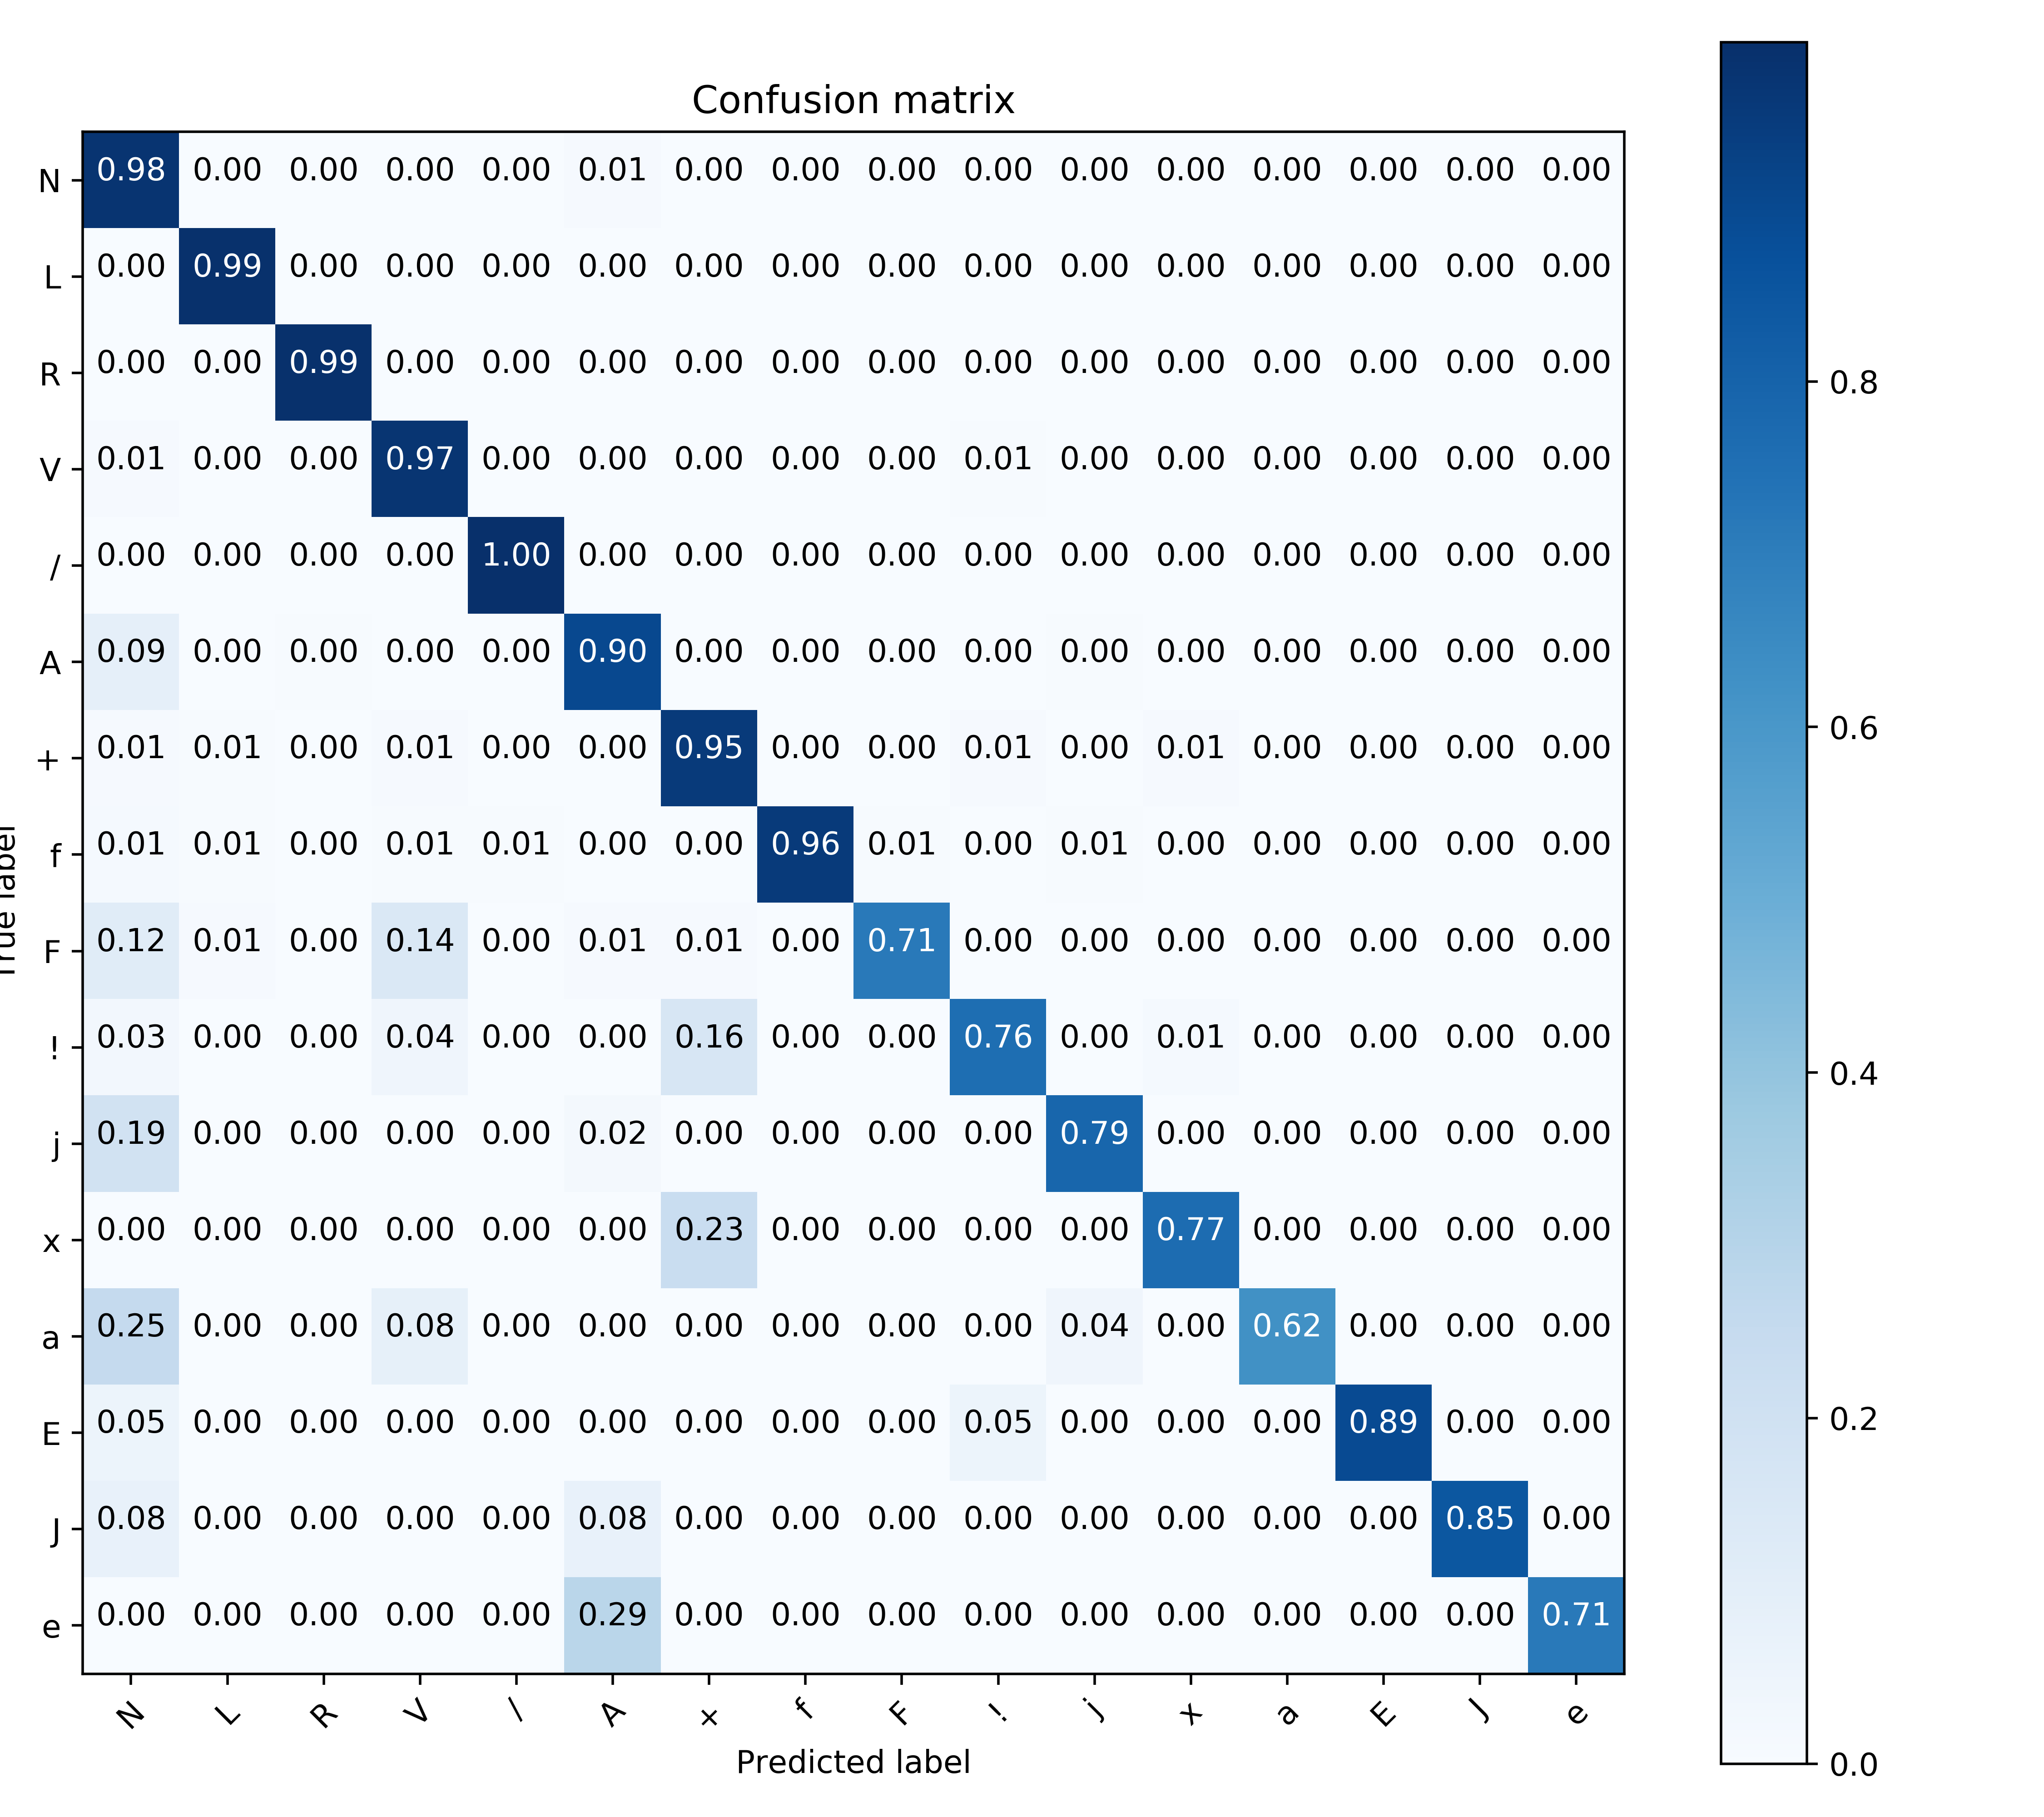 Confusion matrix
N 0.98 0.00 0.00 0.00 0.00 0.01 0.00 0.00 0.00 0.00 0.00 0.00 0.00 0.00 0.00 0.00
L 0.00 0.99 0.00 0.00 0.00 0.00 0.00 0.00 0.00 0.00 0.00 0.00 0.00 0.00 0.00 0.00
R 0.00 0.00 0.99 0.00 0.00 0.00 0.00 0.00 0.00 0.00 0.00 0.00 0.00 0.00 0.00 0.00
V 0.01 0.00 0.00 0.97 0.00 0.00 0.00 0.00 0.00 0.01 0.00 0.00 0.00 0.00 0.00 0.00
/ 0.00 0.00 0.00 0.00 1.00 0.00 0.00 0.00 0.00 0.00 0.00 0.00 0.00 0.00 0.00 0.00
A 0.09 0.00 0.00 0.00 0.00 0.90 0.00 0.00 0.00 0.00 0.00 0.00 0.00 0.00 0.00 0.00
+ 0.01 0.01 0.00 0.01 0.00 0.00 0.95 0.00 0.00 0.01 0.00 0.01 0.00 0.00 0.00 0.00
f 0.01 0.01 0.00 0.01 0.01 0.00 0.00 0.96 0.01 0.00 0.01 0.00 0.00 0.00 0.00 0.00
F 0.12 0.01 0.00 0.14 0.00 0.01 0.01 0.00 0.71 0.00 0.00 0.00 0.00 0.00 0.00 0.00
! 0.03 0.00 0.00 0.04 0.00 0.00 0.16 0.00 0.00 0.76 0.00 0.01 0.00 0.00 0.00 0.00
j 0.19 0.00 0.00 0.00 0.00 0.02 0.00 0.00 0.00 0.00 0.79 0.00 0.00 0.00 0.00 0.00
x 0.00 0.00 0.00 0.00 0.00 0.00 0.23 0.00 0.00 0.00 0.00 0.77 0.00 0.00 0.00 0.00
a 0.25 0.00 0.00 0.08 0.00 0.00 0.00 0.00 0.00 0.00 0.04 0.00 0.62 0.00 0.00 0.00
E 0.05 0.00 0.00 0.00 0.00 0.00 0.00 0.00 0.00 0.05 0.00 0.00 0.00 0.89 0.00 0.00
J 0.08 0.00 0.00 0.00 0.00 0.08 0.00 0.00 0.00 0.00 0.00 0.00 0.00 0.00 0.85 0.00
e 0.00 0.00 0.00 0.00 0.00 0.29 0.00 0.00 0.00 0.00 0.00 0.00 0.00 0.00 0.00 0.71
N L R V / A + f F ! j x a E J e
Predicted label
True label
0.8
0.6
0.4
0.2
0.0